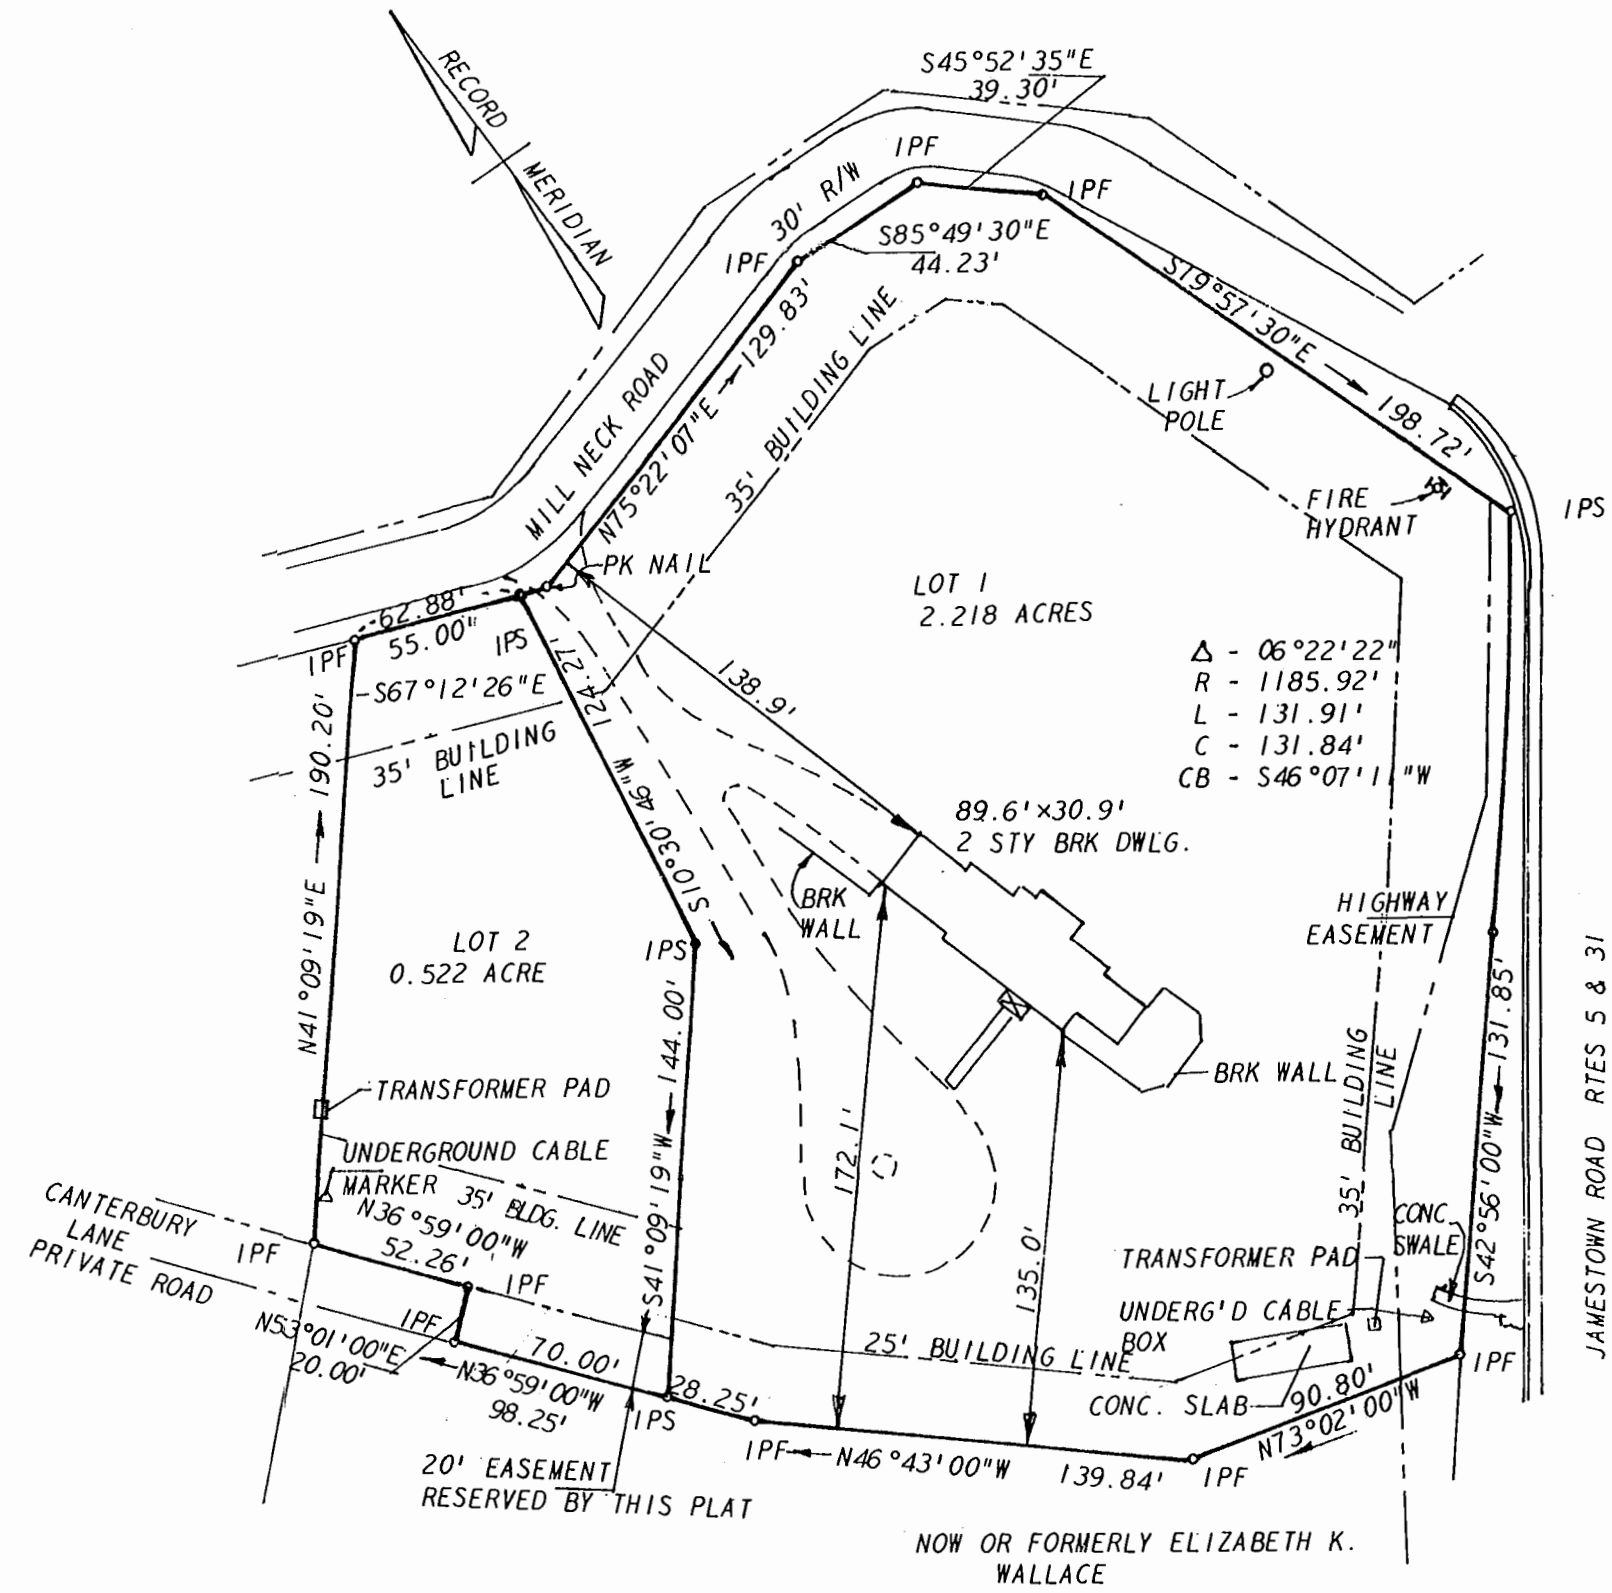 RECORD
MERIDIAN
S45°52'35"E
39.30'
IPF
IPF
30' R/W
S85°49'30"E
44.23'
IPF
S79°57'30"E
198.72'
MILL NECK ROAD
N75°22'07"E
129.83'
35' BUILDING LINE
LIGHT
POLE
FIRE
HYDRANT
IPS
PK NAIL
62.88'
55.00'
IPF
IPS
S67°12'26"E
35' BUILDING
LINE
LOT 1
2.218 ACRES
Δ - 06°22'22"
R - 1185.92'
L - 131.91'
C - 131.84'
CB - S46°07'11"W
138.9'
124.27'
S10°30'46"W
N41°09'19"E
190.20'
89.6'×30.9'
2 STY BRK DWLG.
BRK
WALL
HIGHWAY
EASEMENT
LOT 2
0.522 ACRE
IPS
144.00'
S41°09'19"W
TRANSFORMER PAD
UNDERGROUND CABLE
MARKER
35' BLDG. LINE
172.1'
135.0'
BRK WALL
35' BUILDING
LINE
131.85'
S42°56'00"W
JAMESTOWN ROAD RTES 5 & 31
CANTERBURY
LANE
PRIVATE ROAD
IPF
N36°59'00"W
52.26'
IPF
IPF
N53°01'00"E
20.00'
70.00'
N36°59'00"W
98.25'
28.25'
IPS
25' BUILDING LINE
CONC.
SWALE
TRANSFORMER PAD
UNDERG'D CABLE
BOX
CONC. SLAB
90.80'
N73°02'00"W
IPF
IPF
N46°43'00"W
139.84'
IPF
20' EASEMENT
RESERVED BY THIS PLAT
NOW OR FORMERLY ELIZABETH K.
WALLACE